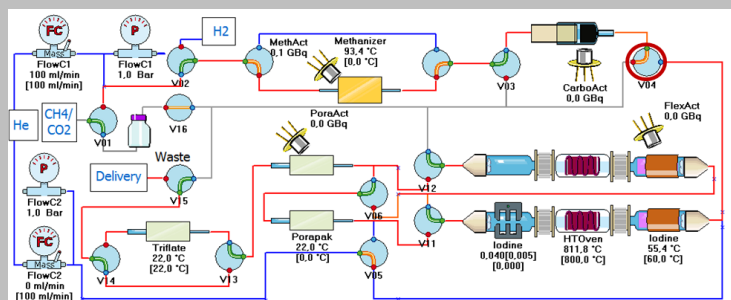 FC
Mass
FlowC1
100 ml/min
[100 ml/min]
P
FlowC1
1,0 Bar
H2
V02
MethAct
0,1 GBq
Methanizer
93,4 °C
[0,0 °C]
V03
CarboAct
0,0 GBq
V04
He
CH4/
CO2
V01
V16
PoraAct
0,0 GBq
FlexAct
0,0 GBq
P
FlowC2
1,0 Bar
Delivery
Waste
V15
V12
V06
FC
Mass
FlowC2
0 ml/min
[100 ml/min]
V14
Triflate
22,0 °C
[22,0 °C]
V13
Porapak
22,0 °C
[0,0 °C]
V05
V11
Iodine
0,040[0,005]
[0,000]
HTOven
811,8 °C
[800,0 °C]
Iodine
55,4 °C
[60,0 °C]